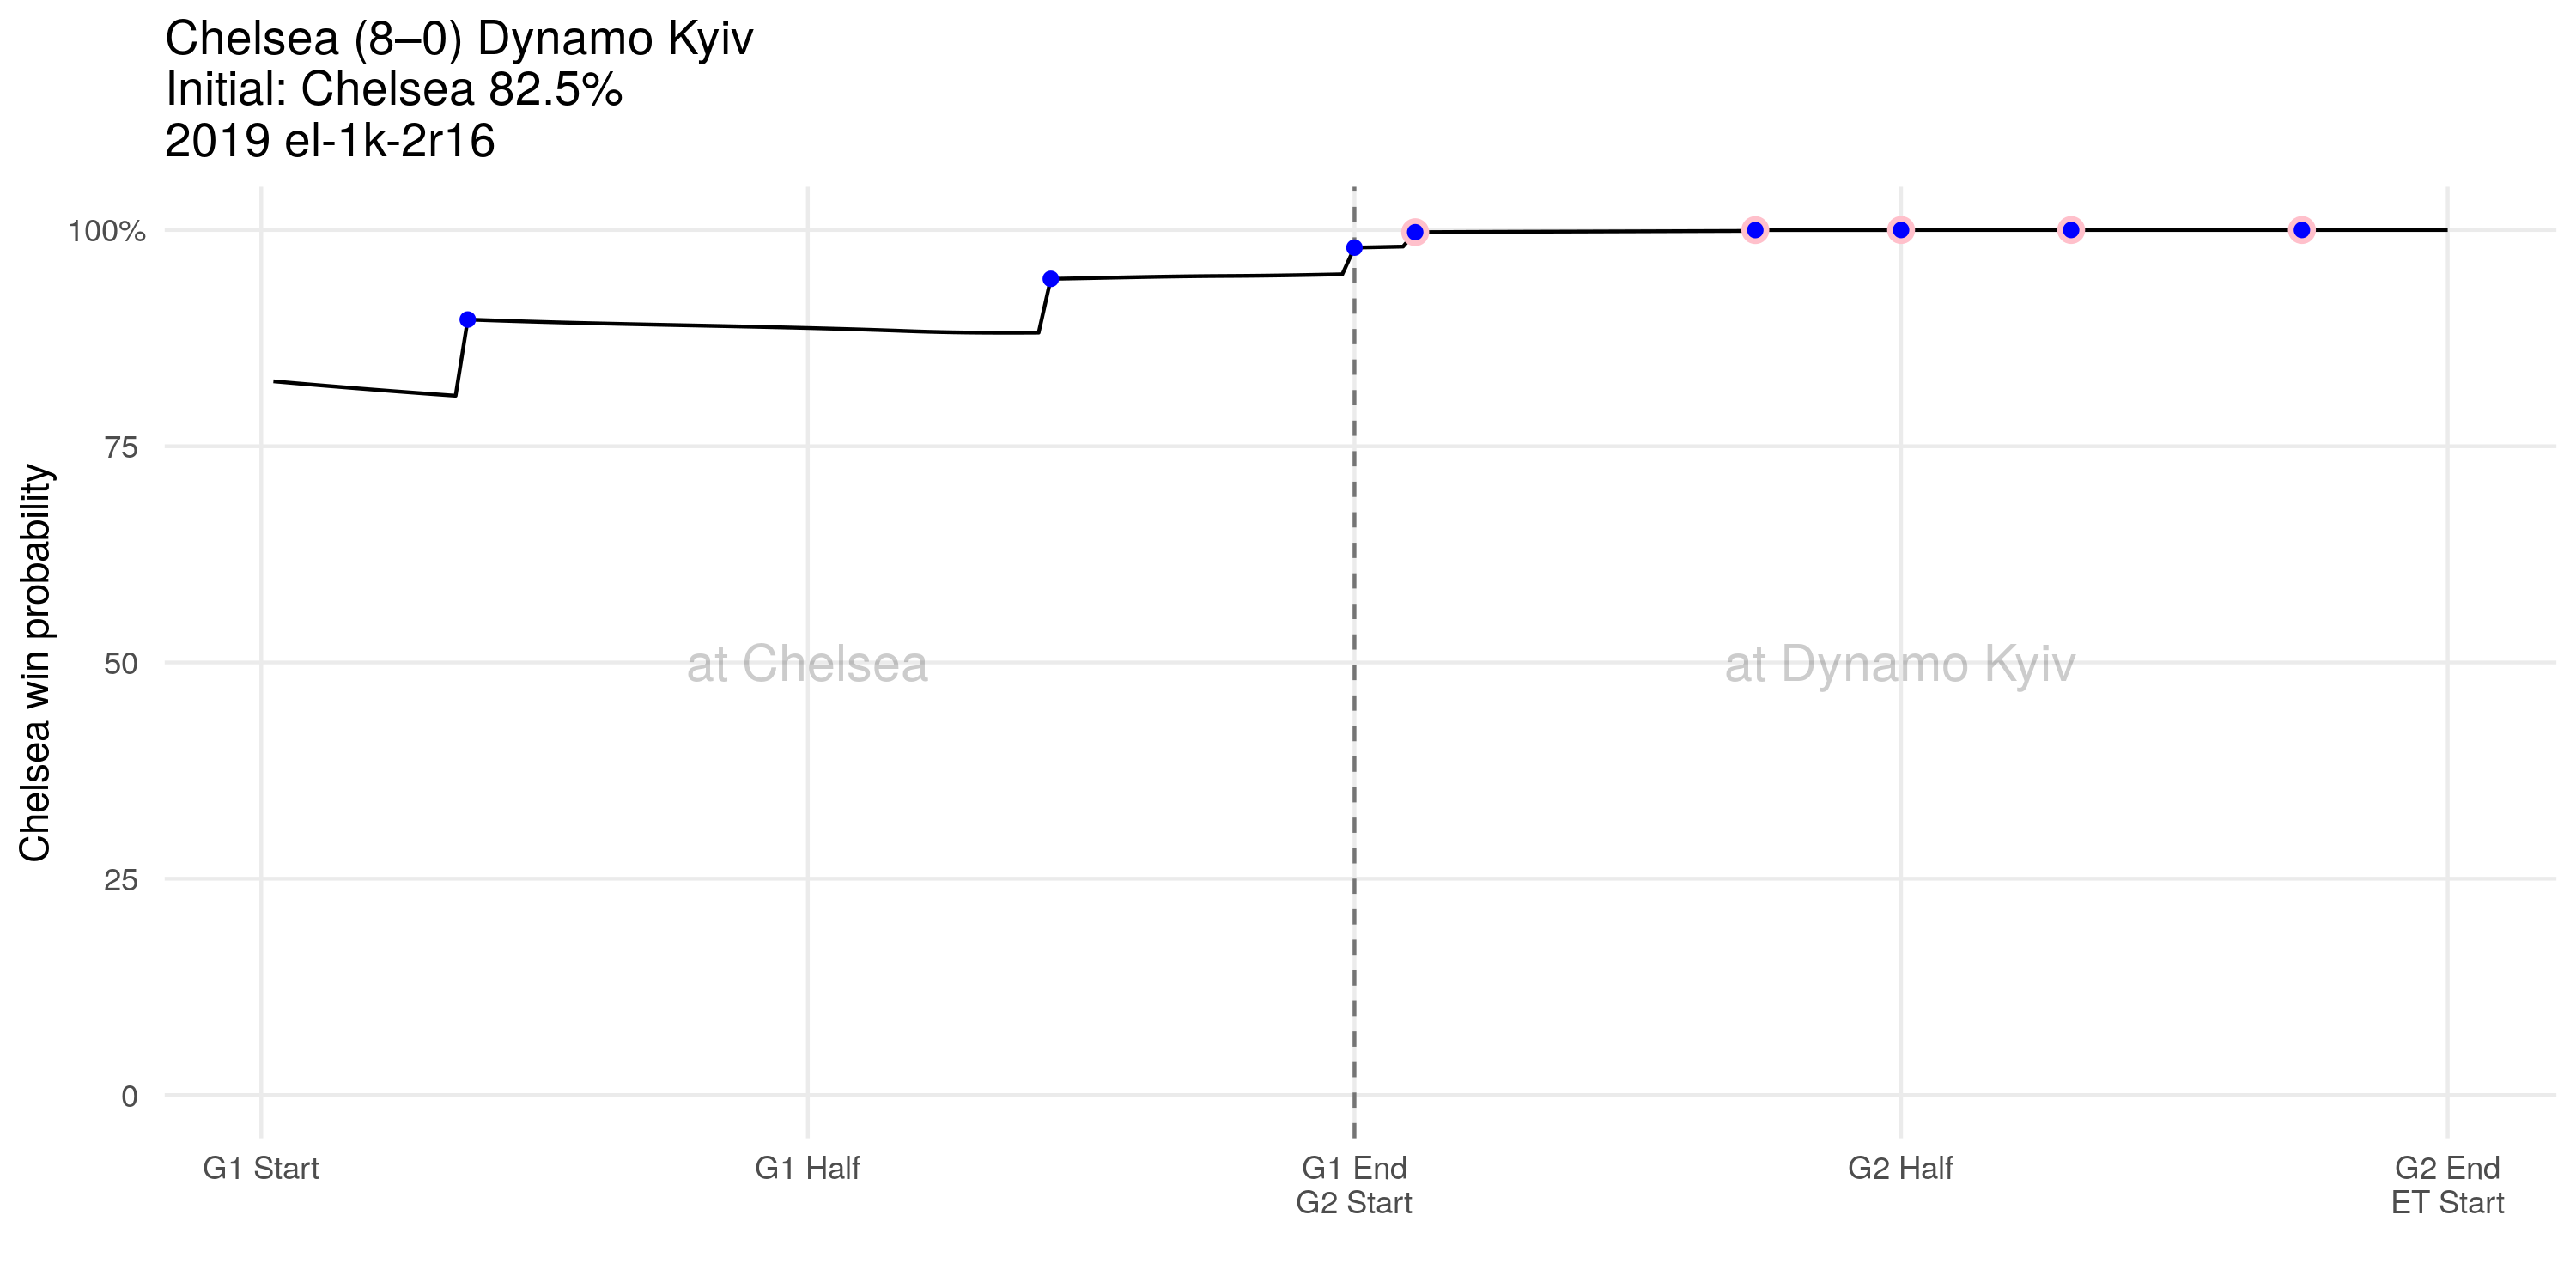 Chelsea (8–0) Dynamo Kyiv
Initial: Chelsea 82.5%
2019 el-1k-2r16
Chelsea win probability
100%
75
50
25
0
at Chelsea
at Dynamo Kyiv
G1 Start
G1 Half
G1 End
G2 Start
G2 Half
G2 End
ET Start